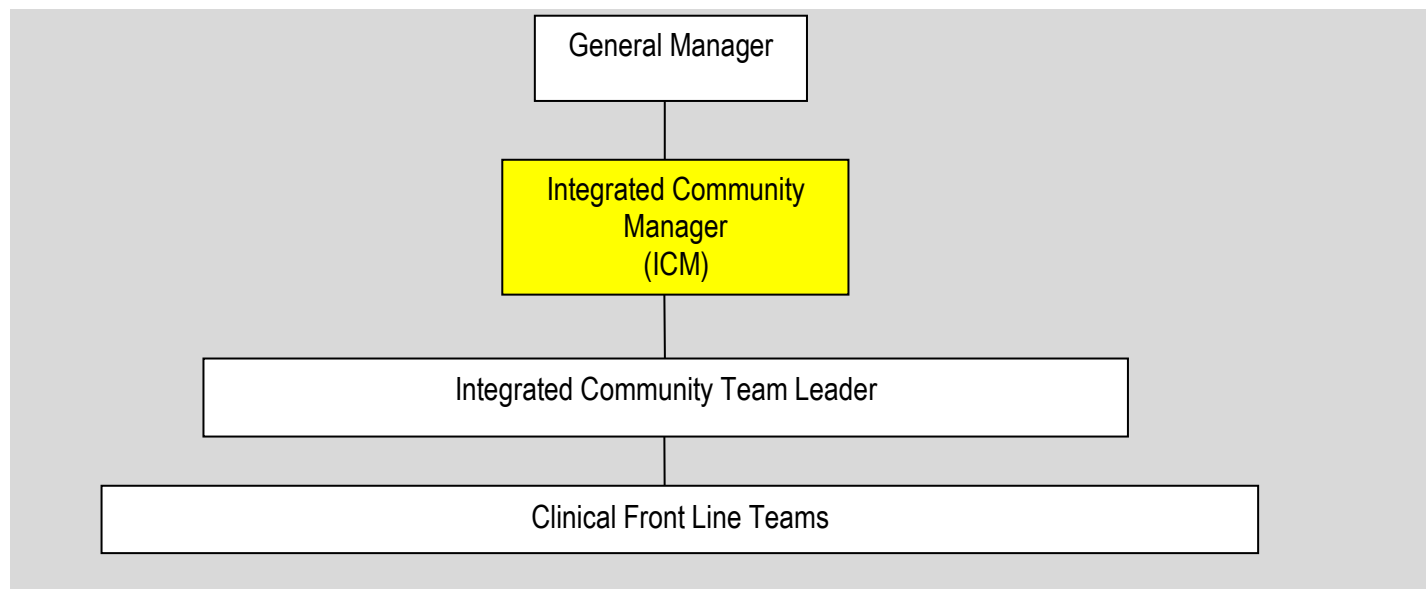 General Manager
Integrated Community
Manager
(ICM)
Integrated Community Team Leader
Clinical Front Line Teams